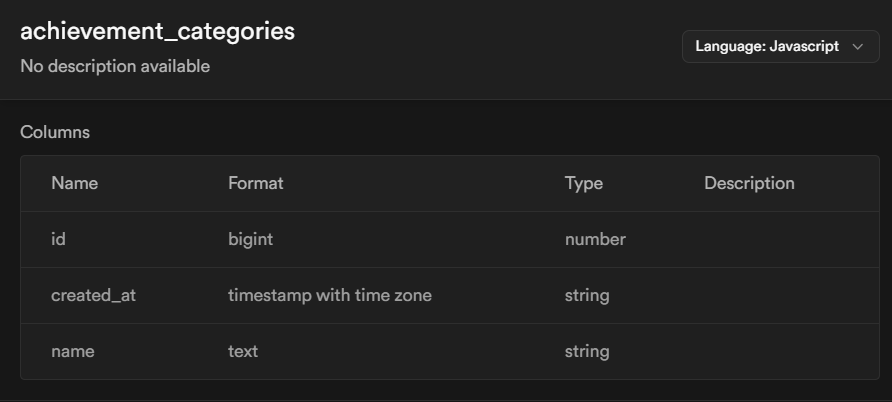 achievement_categories
No description available
Language: Javascript
Columns
Name Format Type Description
id bigint number
created_at timestamp with time zone string
name text string